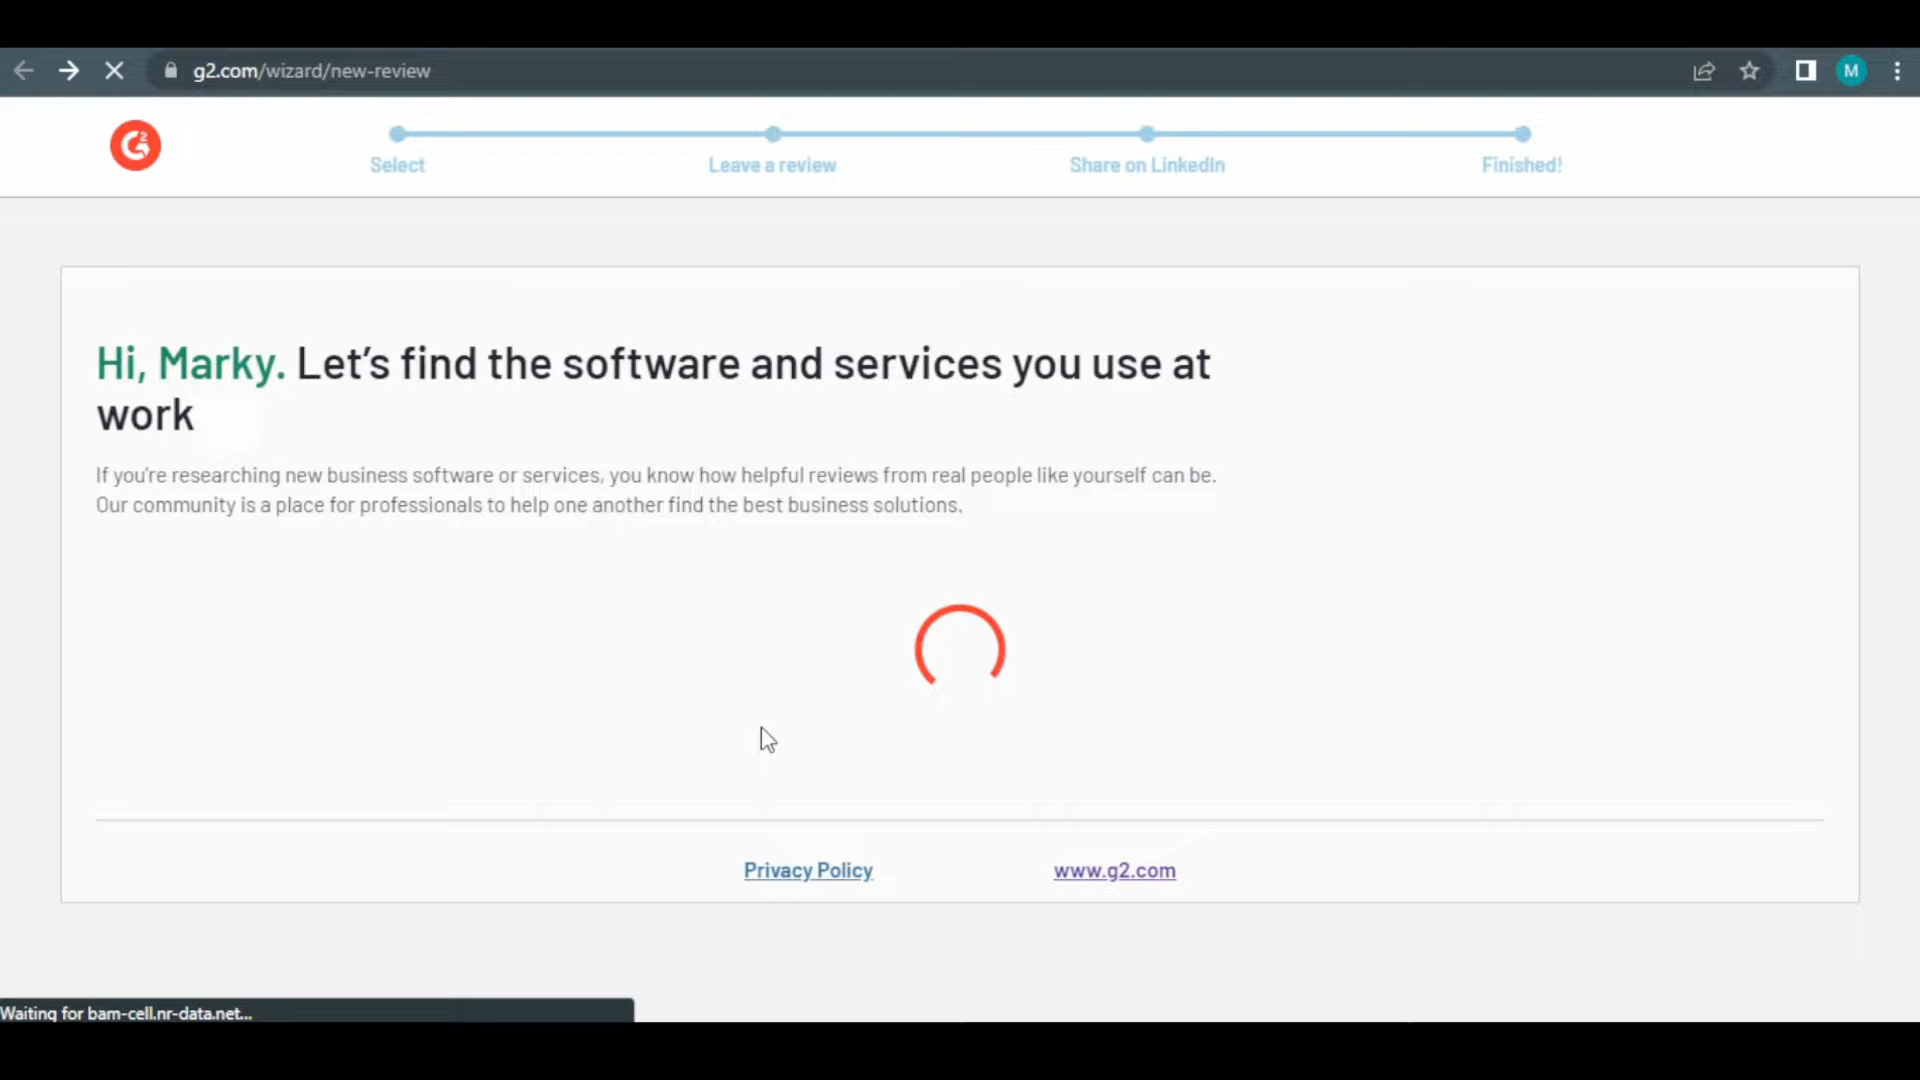 g2.com/wizard/new-review
M
G2
Select
Leave a review
Share on LinkedIn
Finished!
Hi, Marky. Let's find the software and services you use at
work
If you're researching new business software or services, you know how helpful reviews from real people like yourself can be.
Our community is a place for professionals to help one another find the best business solutions.
Privacy Policy
www.g2.com
Waiting for bam-cell.nr-data.net...